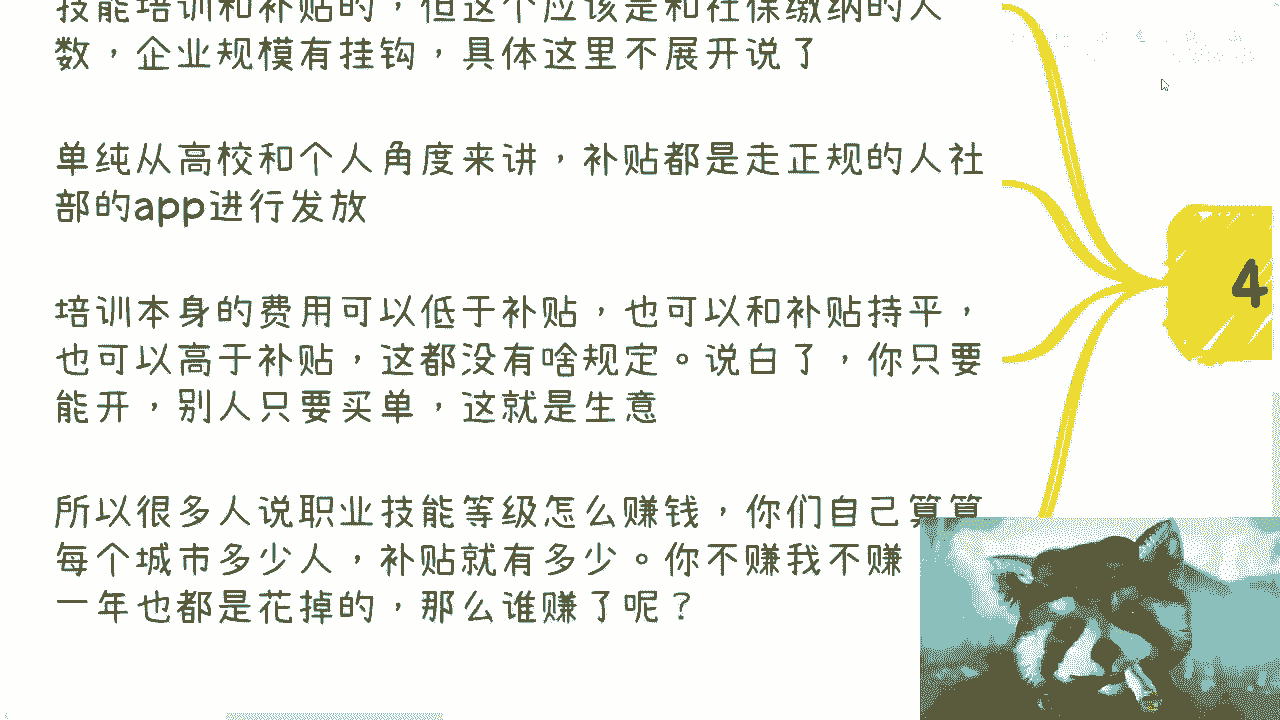 技能培训和补贴的，但这个应该是和社保缴纳的人
数，企业规模有挂钩，具体这里不展开说了
单纯从高校和个人角度来讲，补贴都是走正规的人社
部的app进行发放
培训本身的费用可以低于补贴，也可以和补贴持平，
也可以高于补贴，这都没有啥规定。说白了，你只要
能开，别人只要买单，这就是生意
所以很多人说职业技能等级怎么赚钱，你们自己算算
每个城市多少人，补贴就有多少。你不赚我不赚
一年也都是花掉的，那么谁赚了呢？
4